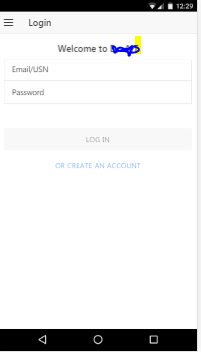 12:29
Login
Welcome to
Email/USN
Password
LOG IN
OR CREATE AN ACCOUNT